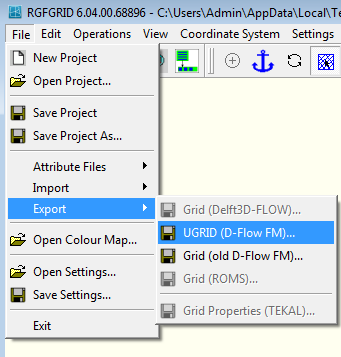 RGFGRID 6.04.00.68896 - C:\Users\Admin\AppData\Local\Te
File Edit Operations View Coordinate System Settings
New Project
Open Project...
Save Project
Save Project As...
Attribute Files
Import
Export
Open Colour Map...
Open Settings...
Save Settings...
Exit
Grid (Delft3D-FLOW)...
UGRID (D-Flow FM)...
Grid (old D-Flow FM)...
Grid (ROMS)...
Grid Properties (TEKAL)...